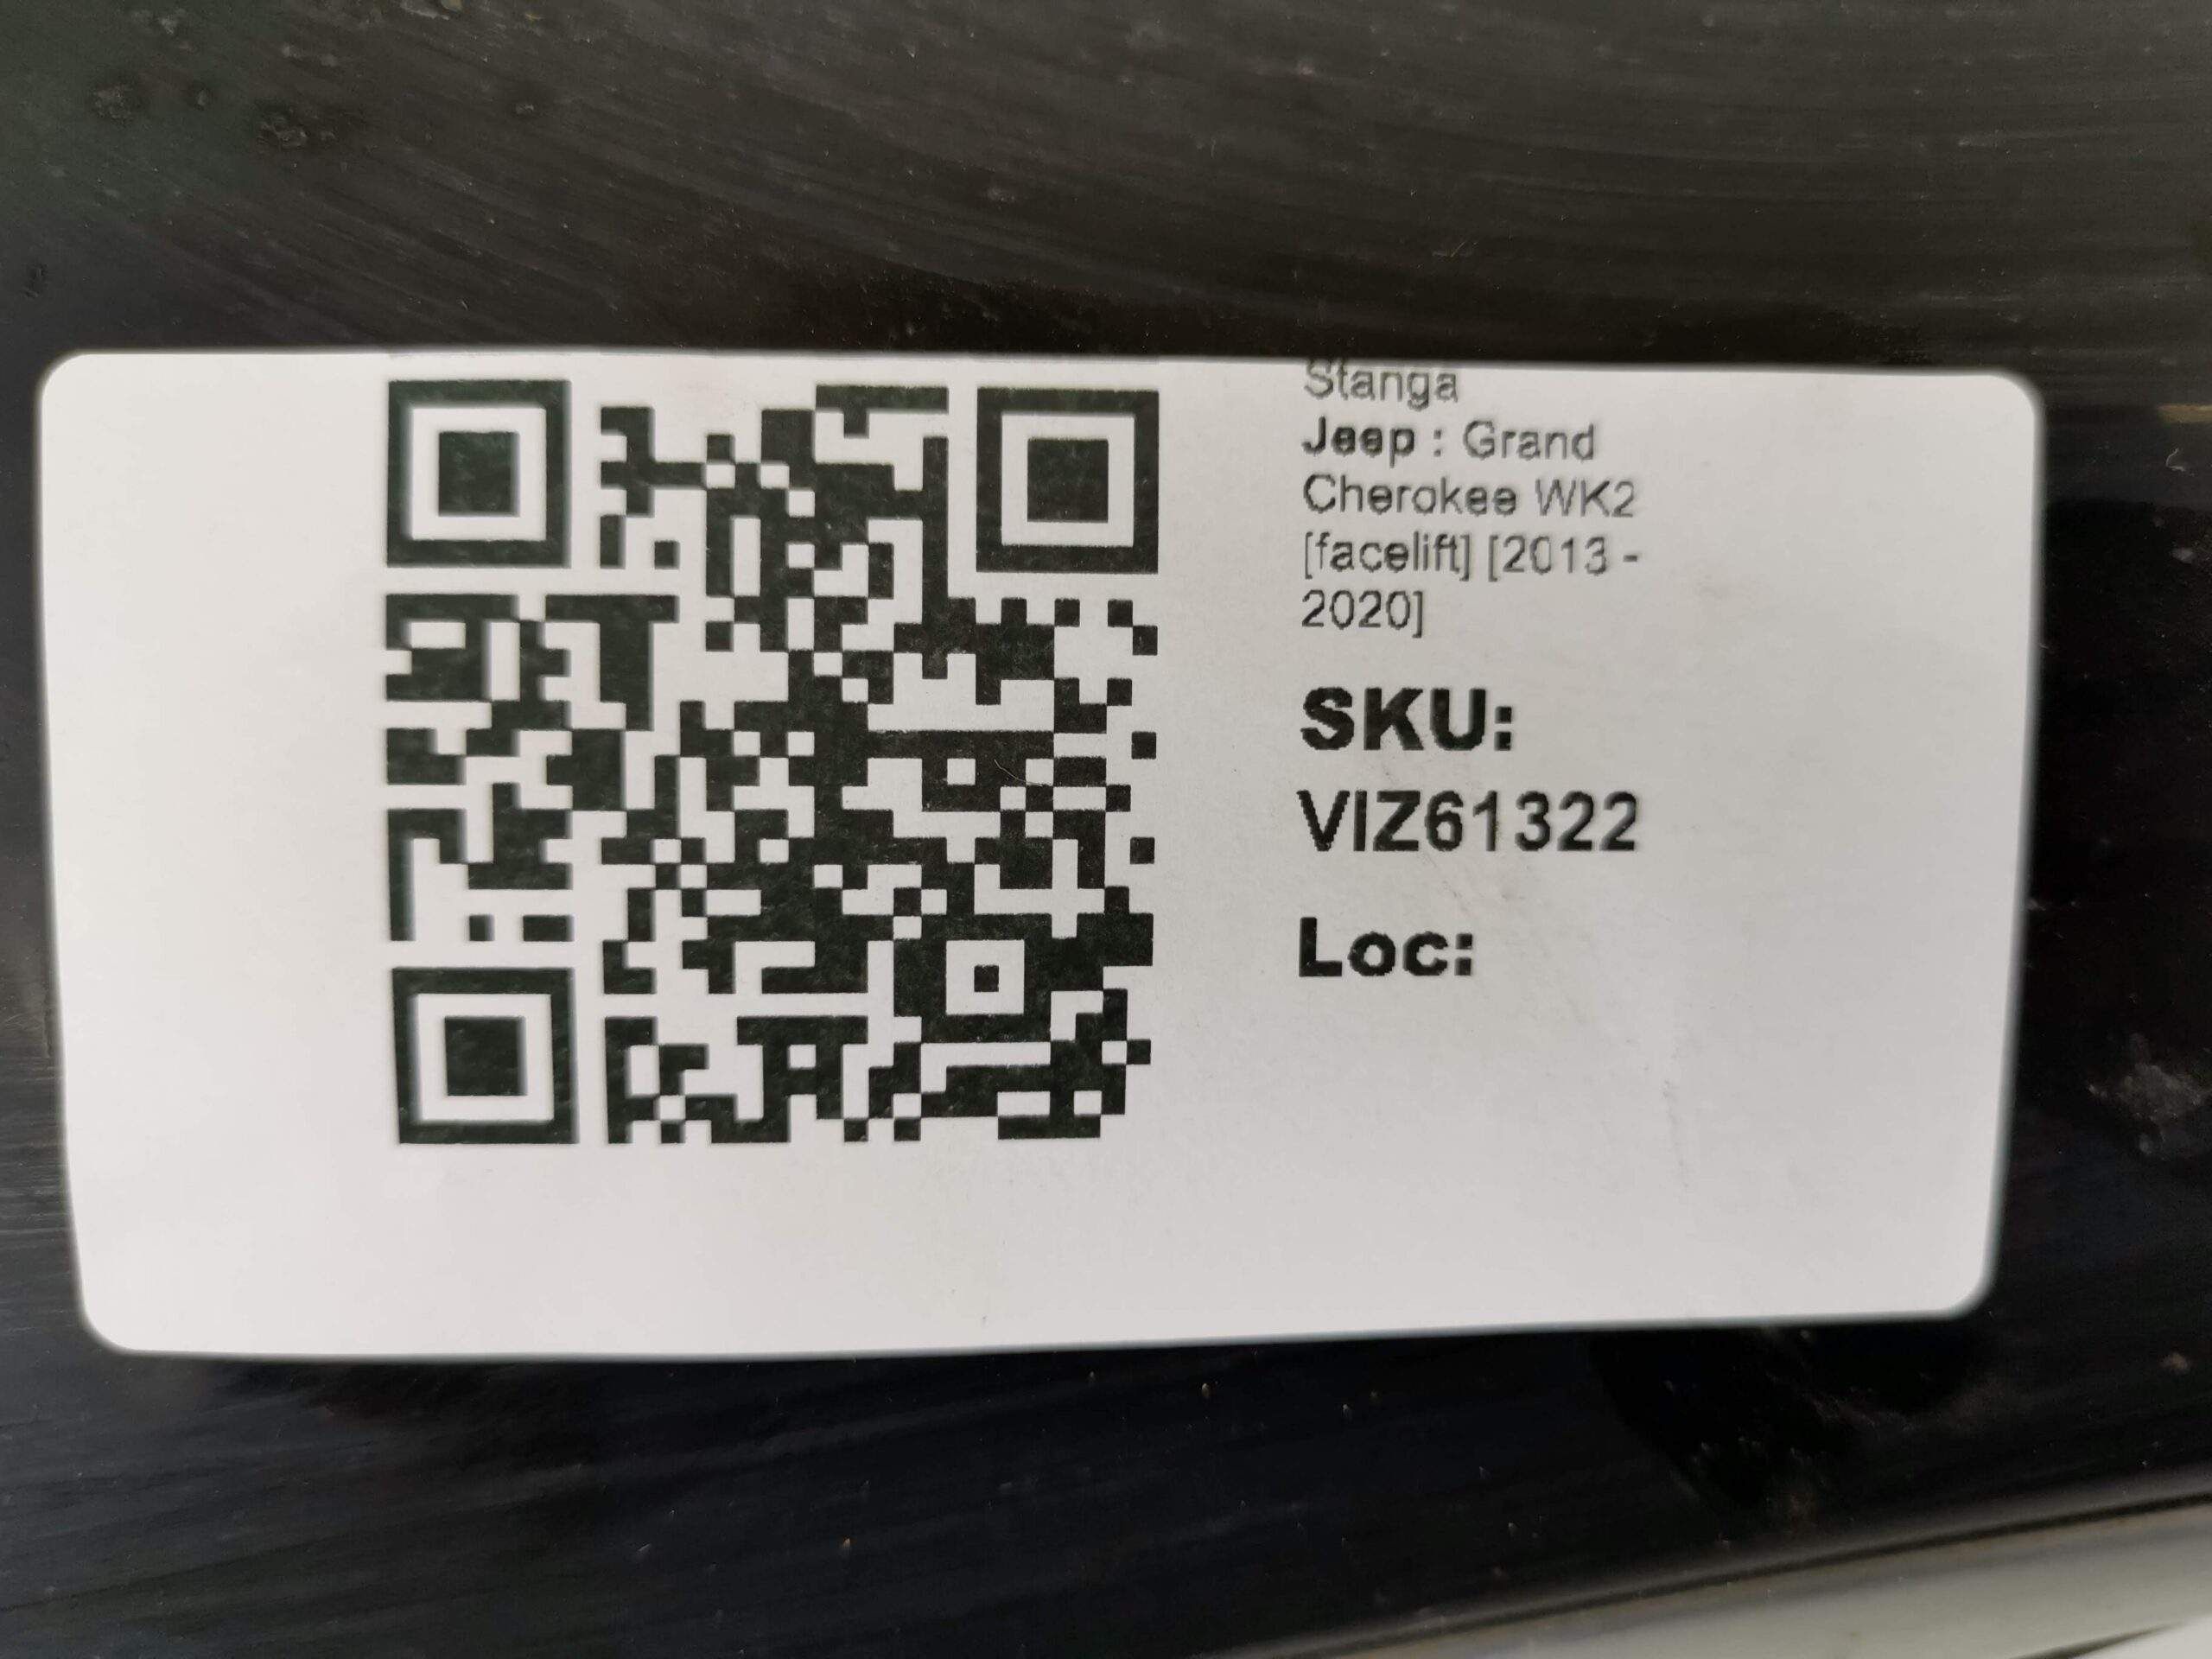 Stanga
Jeep : Grand
Cherokee WK2
[facelift] [2013 -
2020]
SKU:
VIZ61322
Loc: